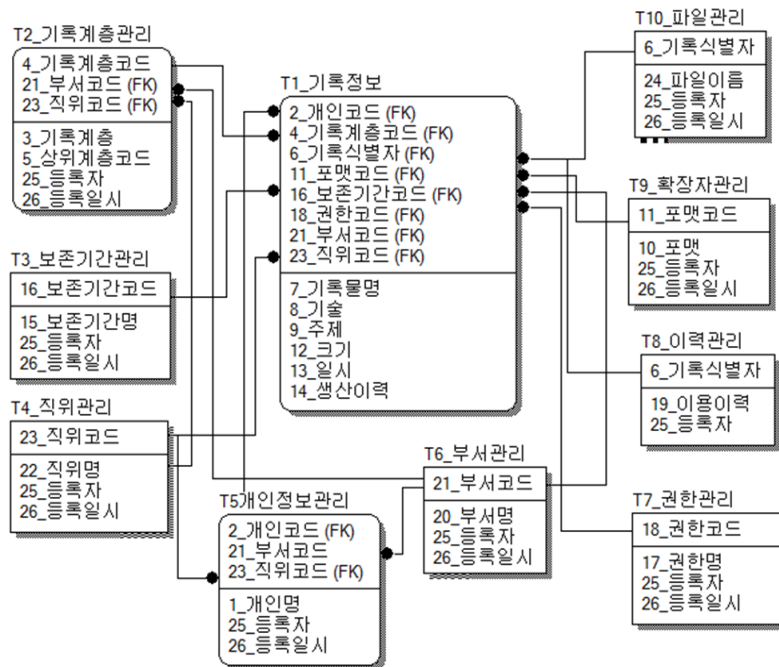 T2_기록계층관리
4_기록계층코드
21_부서코드 (FK)
23_직위코드 (FK)
3_기록계층
5_상위계층코드
25_등록자
26_등록일시
T3_보존기간관리
16_보존기간코드
15_보존기간명
25_등록자
26_등록일시
T4_직위관리
23_직위코드
22_직위명
25_등록자
26_등록일시
T1_기록정보
2_개인코드 (FK)
4_기록계층코드 (FK)
6_기록식별자 (FK)
11_포맷코드 (FK)
16_보존기간코드 (FK)
18_권한코드 (FK)
21_부서코드 (FK)
23_직위코드 (FK)
7_기록물명
8_기술
9_주제
12_크기
13_일시
14_생산이력
T5개인정보관리
2_개인코드 (FK)
21_부서코드
23_직위코드 (FK)
1_개인명
25_등록자
26_등록일시
T6_부서관리
21_부서코드
20_부서명
25_등록자
26_등록일시
T10_파일관리
6_기록식별자
24_파일이름
25_등록자
26_등록일시
T9_확장자관리
11_포맷코드
10_포맷
25_등록자
26_등록일시
T8_이력관리
6_기록식별자
19_이용이력
25_등록자
T7_권한관리
18_권한코드
17_권한명
25_등록자
26_등록일시